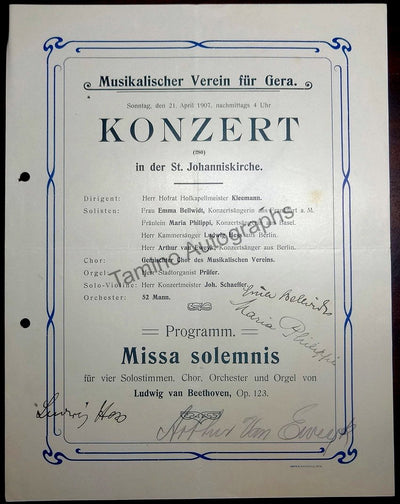 Musikalischer Verein für Gera.
Sonntag, den 21. April 1907, nachmittags 4 Uhr
KONZERT
(280)
in der St. Johanniskirche.
Dirigent: Herr Hofrat Hofkapellmeister Kleemann.
Solisten: Frau Emma Bellwidt, Konzertsängerin aus Frankfurt a. M.
Fräulein Maria Philippi, Konzertsängerin aus Basel.
Herr Kammersänger Ludwig Hess aus Berlin.
Herr Arthur van Eweyk, Konzertsänger aus Berlin.
Chor: Gemischter Chor des Musikalischen Vereins.
Orgel: Herr Stadtorganist Prüfer.
Solo-Violine: Herr Konzertmeister Joh. Schaeffer.
Orchester: 52 Mann.
Tamino Autographs
Emma Bellwidt
Maria Philippi
Programm.
Missa solemnis
für vier Solostimmen, Chor, Orchester und Orgel von
Ludwig van Beethoven, Op. 123.
Ludwig Hess
Arthur van Eweyk